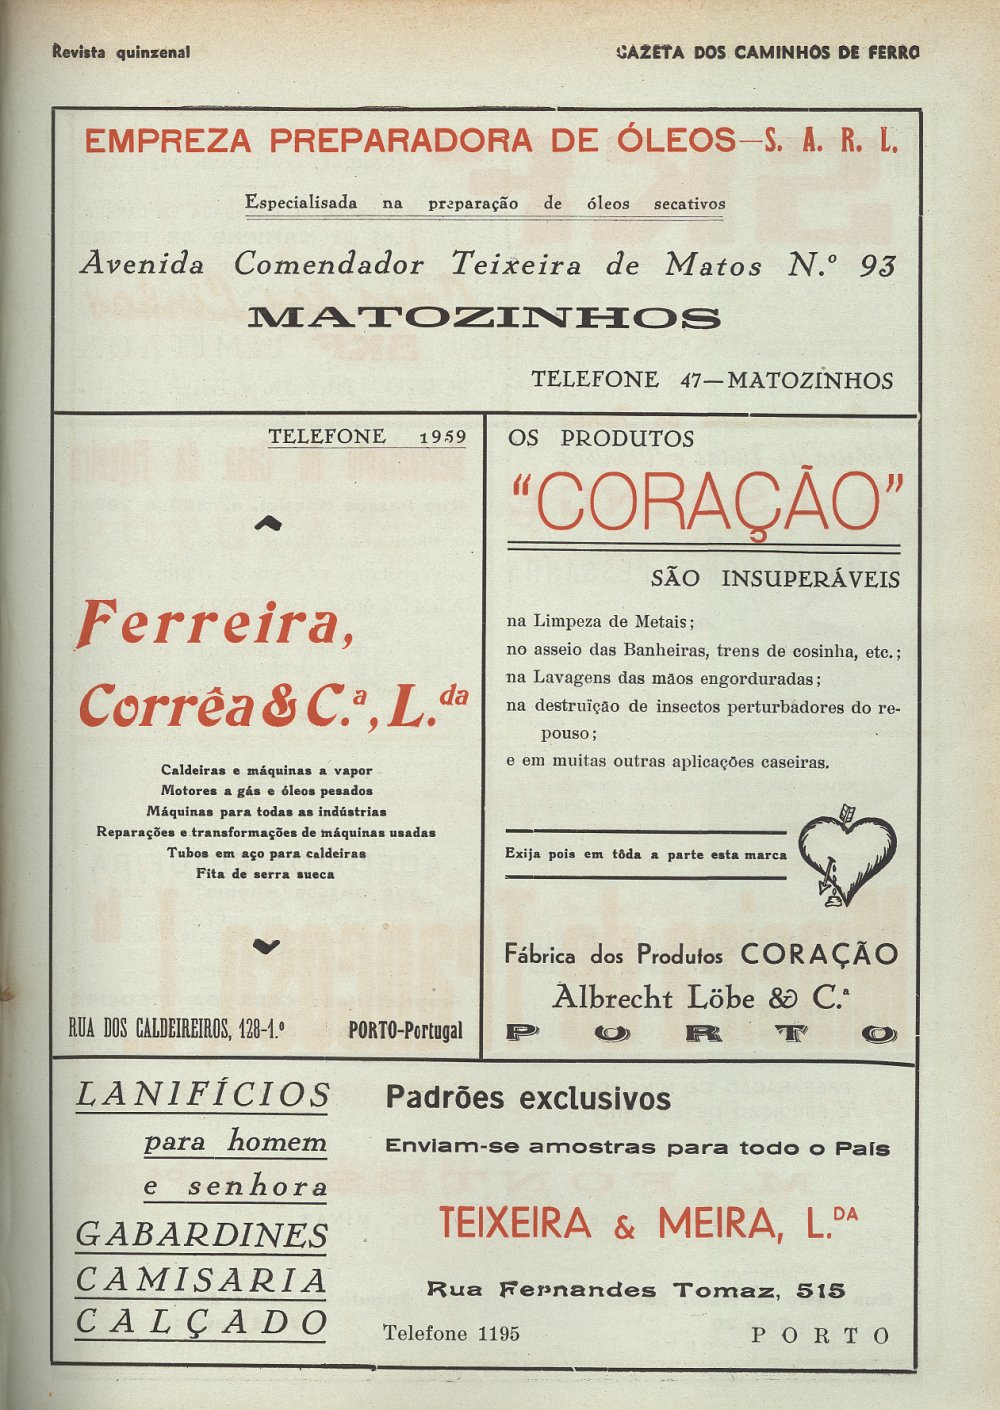 Revista quinzenal
GAZETA DOS CAMINHOS DE FERRO
EMPREZA PREPARADORA DE ÓLEOS—S. A. R. L.
Especialisada na preparação de óleos secativos
Avenida Comendador Teixeira de Matos N.º 93
MATOZINHOS
TELEFONE 47—MATOZINHOS
TELEFONE 1959
Ferreira,
Corrêa & C.ª, L.da
Caldeiras e máquinas a vapor
Motores a gás e óleos pesados
Máquinas para todas as indústrias
Reparações e transformações de máquinas usadas
Tubos em aço para caldeiras
Fita de serra sueca
RUA DOS CALDEIREIROS, 128-1.º PORTO-Portugal
OS PRODUTOS
“CORAÇÃO”
SÃO INSUPERÁVEIS
na Limpeza de Metais;
no asseio das Banheiras, trens de cosinha, etc.;
na Lavagens das mãos engorduradas;
na destruïção de insectos perturbadores do re-
pouso;
e em muitas outras aplicações caseiras.
Exija pois em tôda a parte esta marca
Fábrica dos Produtos CORAÇÃO
Albrecht Löbe & C.ª
PORTO
LANIFÍCIOS
para homem
e senhora
GABARDINES
CAMISARIA
CALÇADO
Padrões exclusivos
Enviam-se amostras para todo o País
TEIXEIRA & MEIRA, L.DA
Rua Fernandes Tomaz, 515
Telefone 1195 PORTO